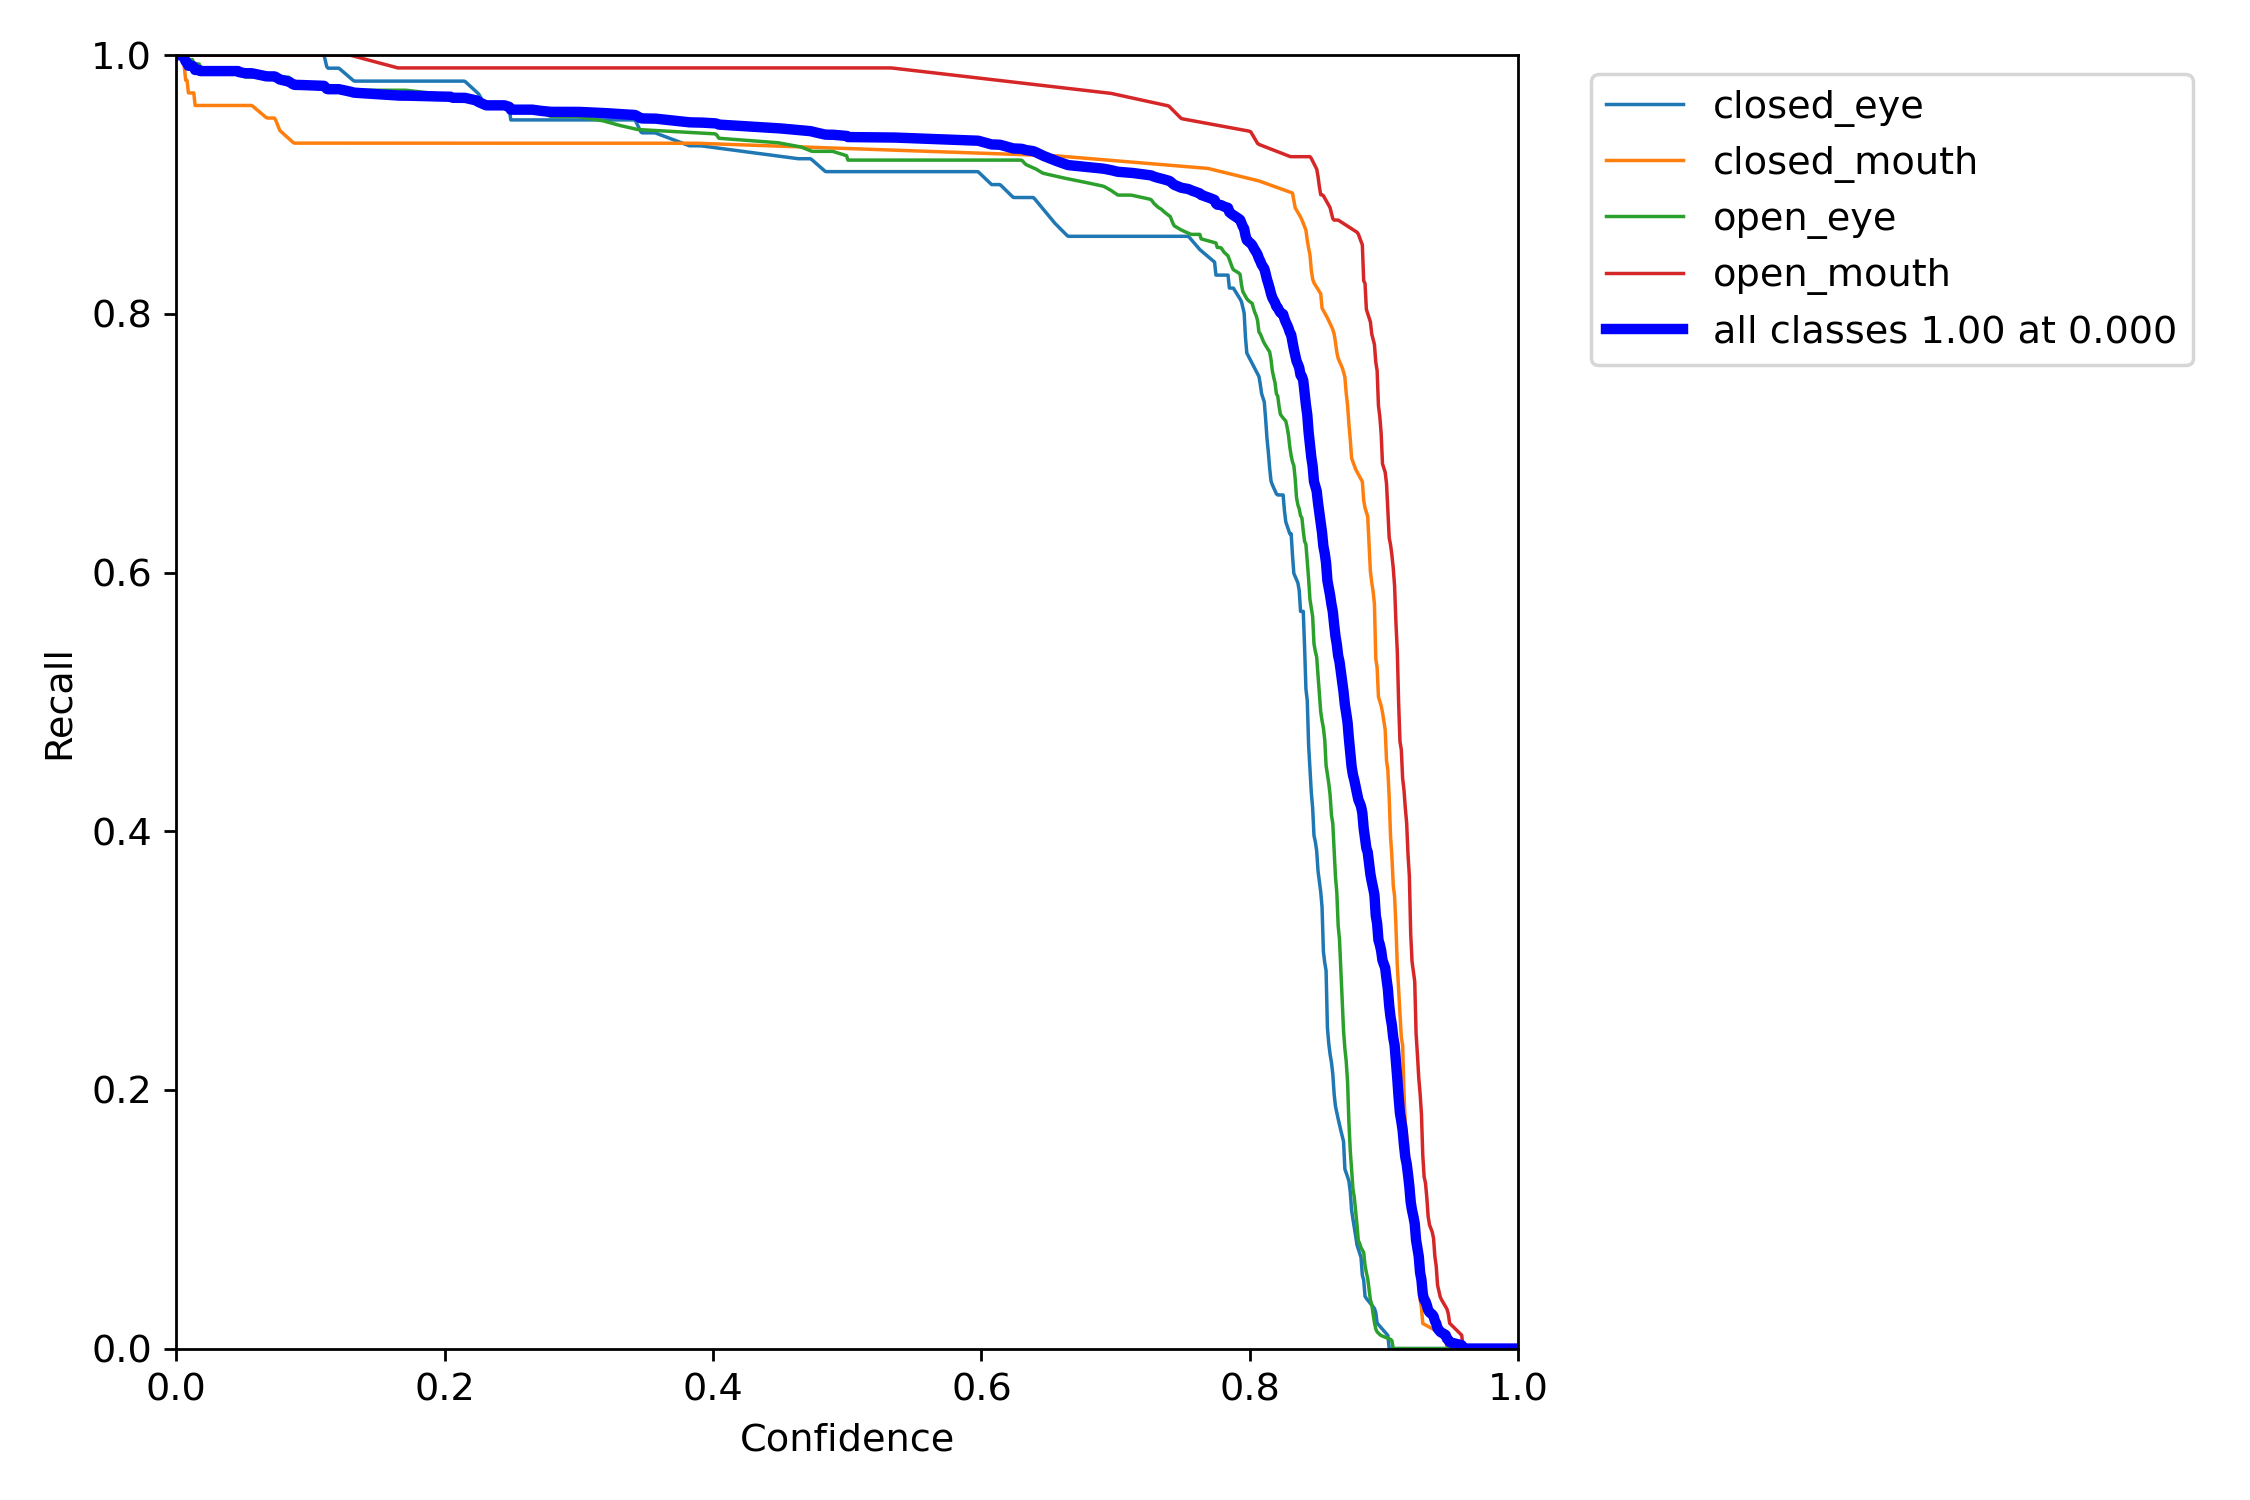 1.0
0.8
0.6
0.4
0.2
0.0
Recall
0.0 0.2 0.4 0.6 0.8 1.0
Confidence
closed_eye
closed_mouth
open_eye
open_mouth
all classes 1.00 at 0.000